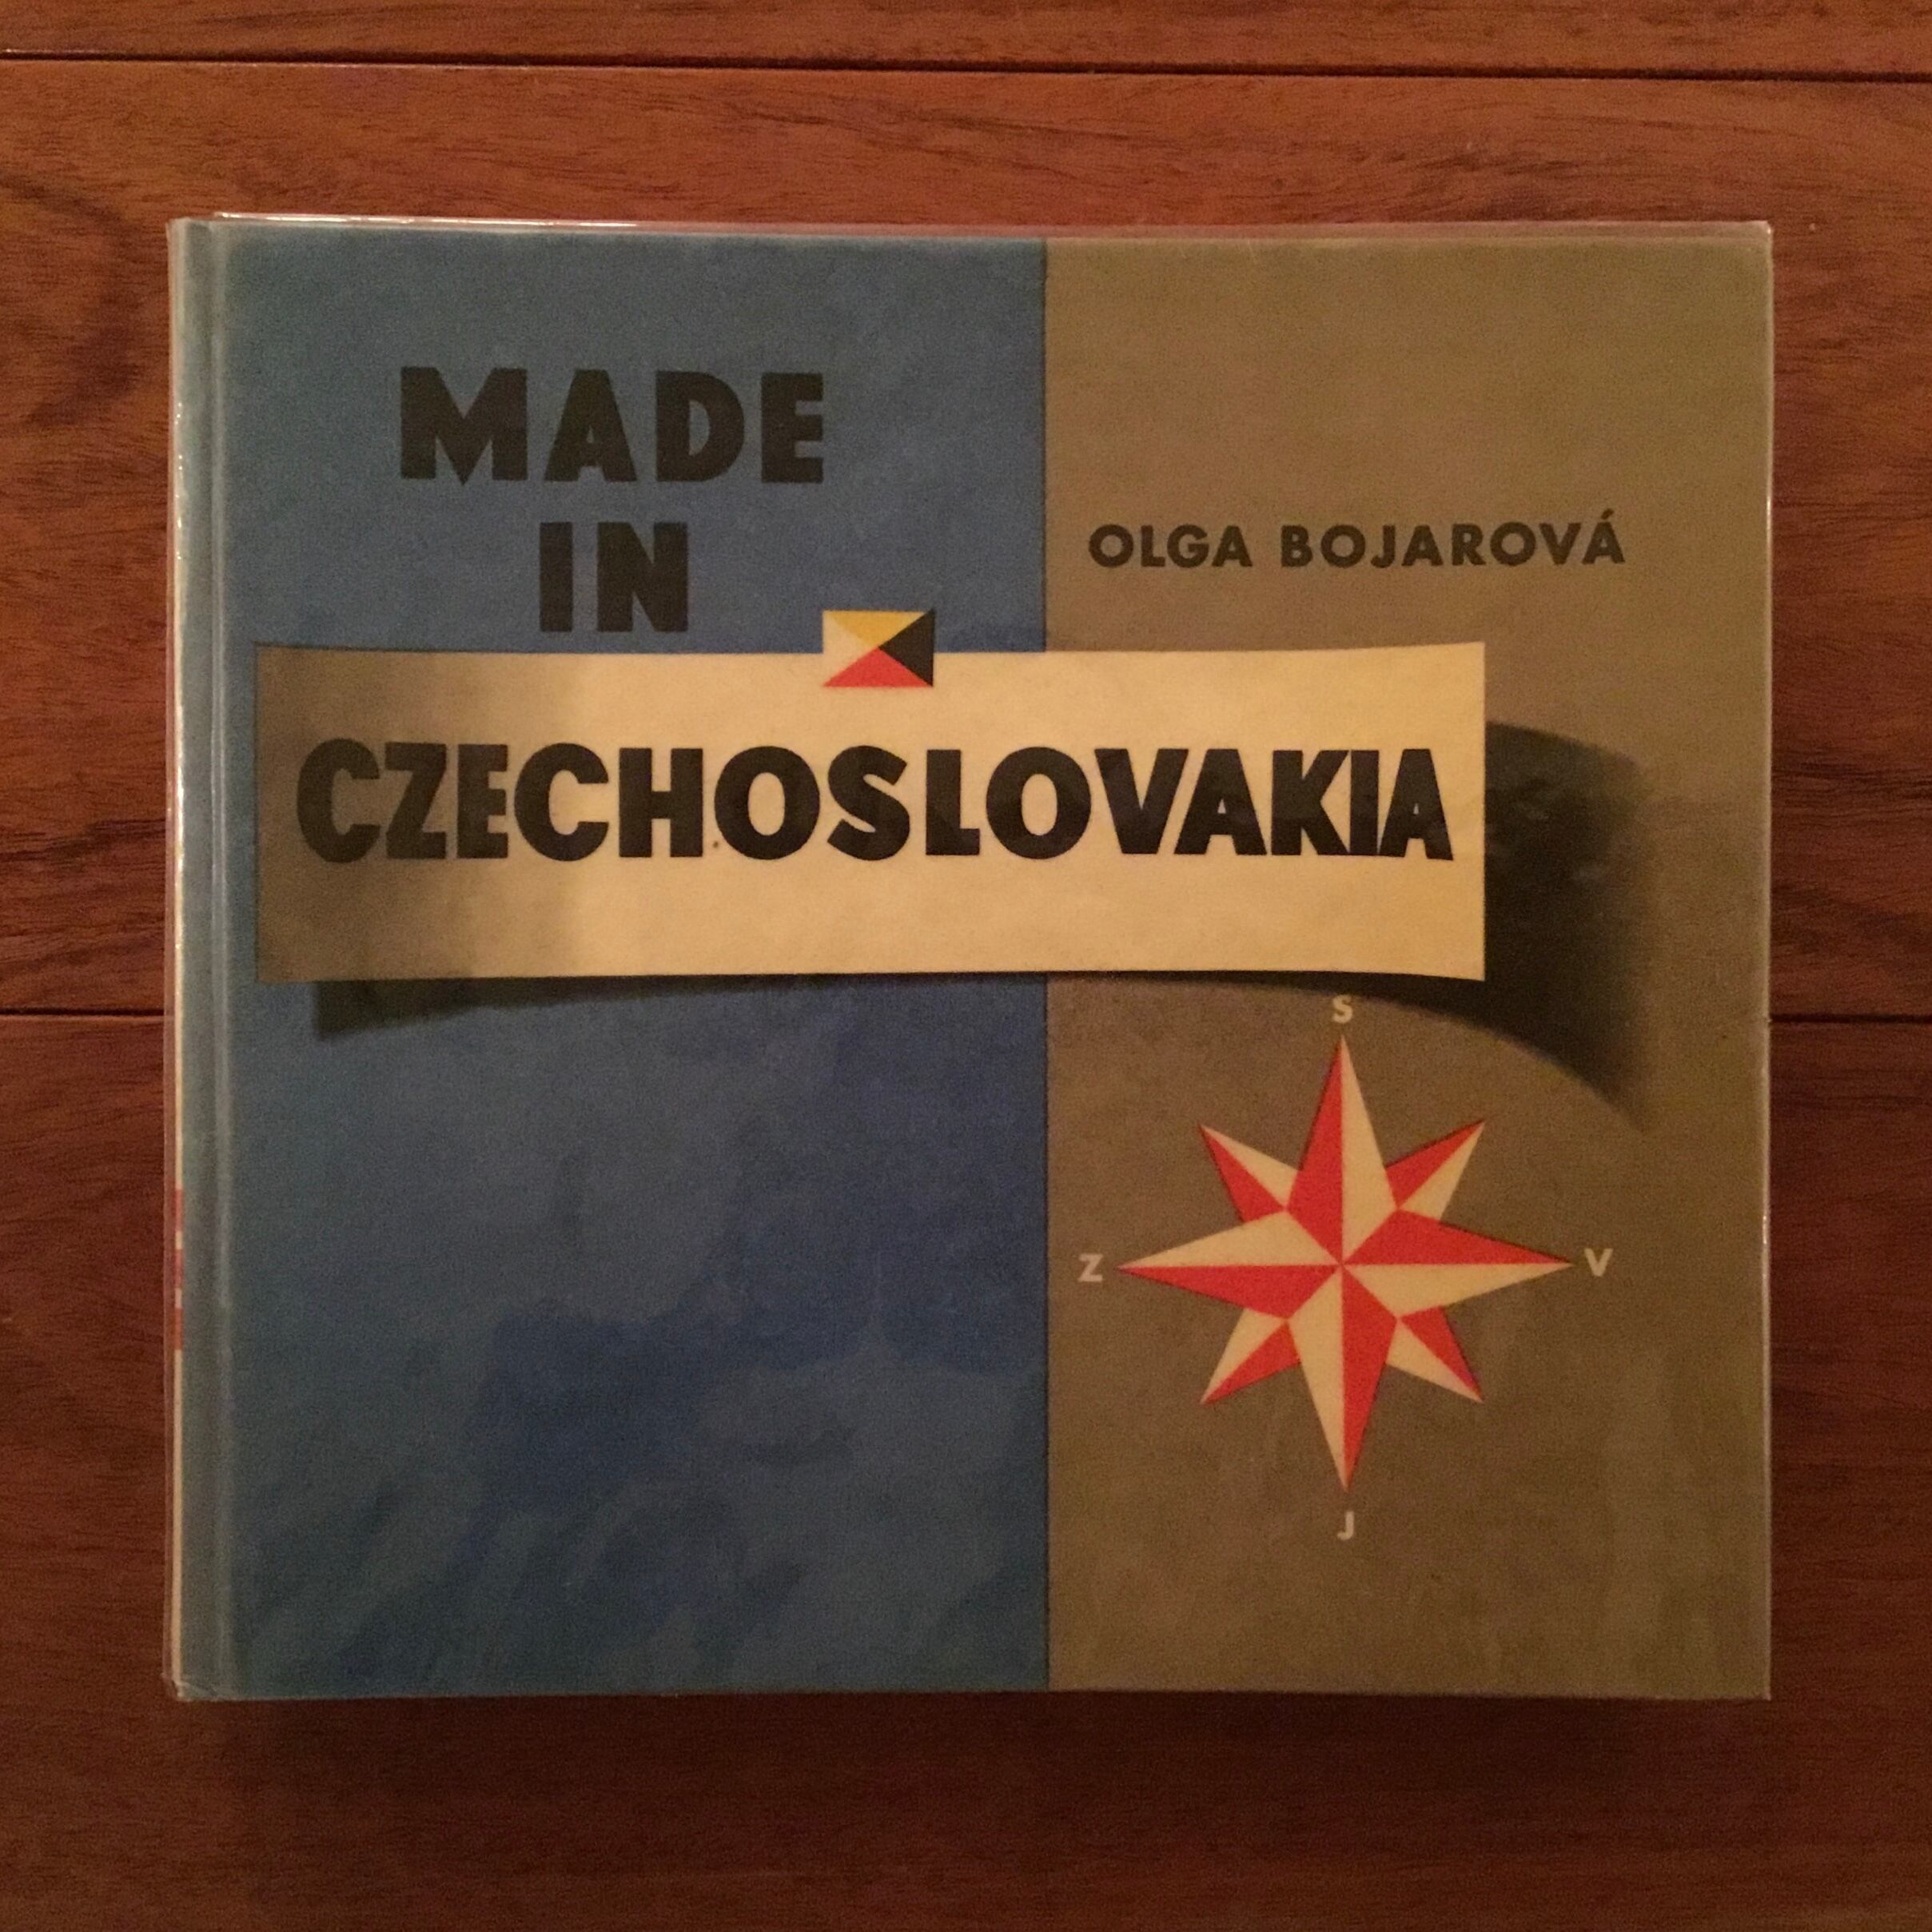 MADE
IN
CZECHOSLOVAKIA
OLGA BOJAROVÁ
S
Z
V
J